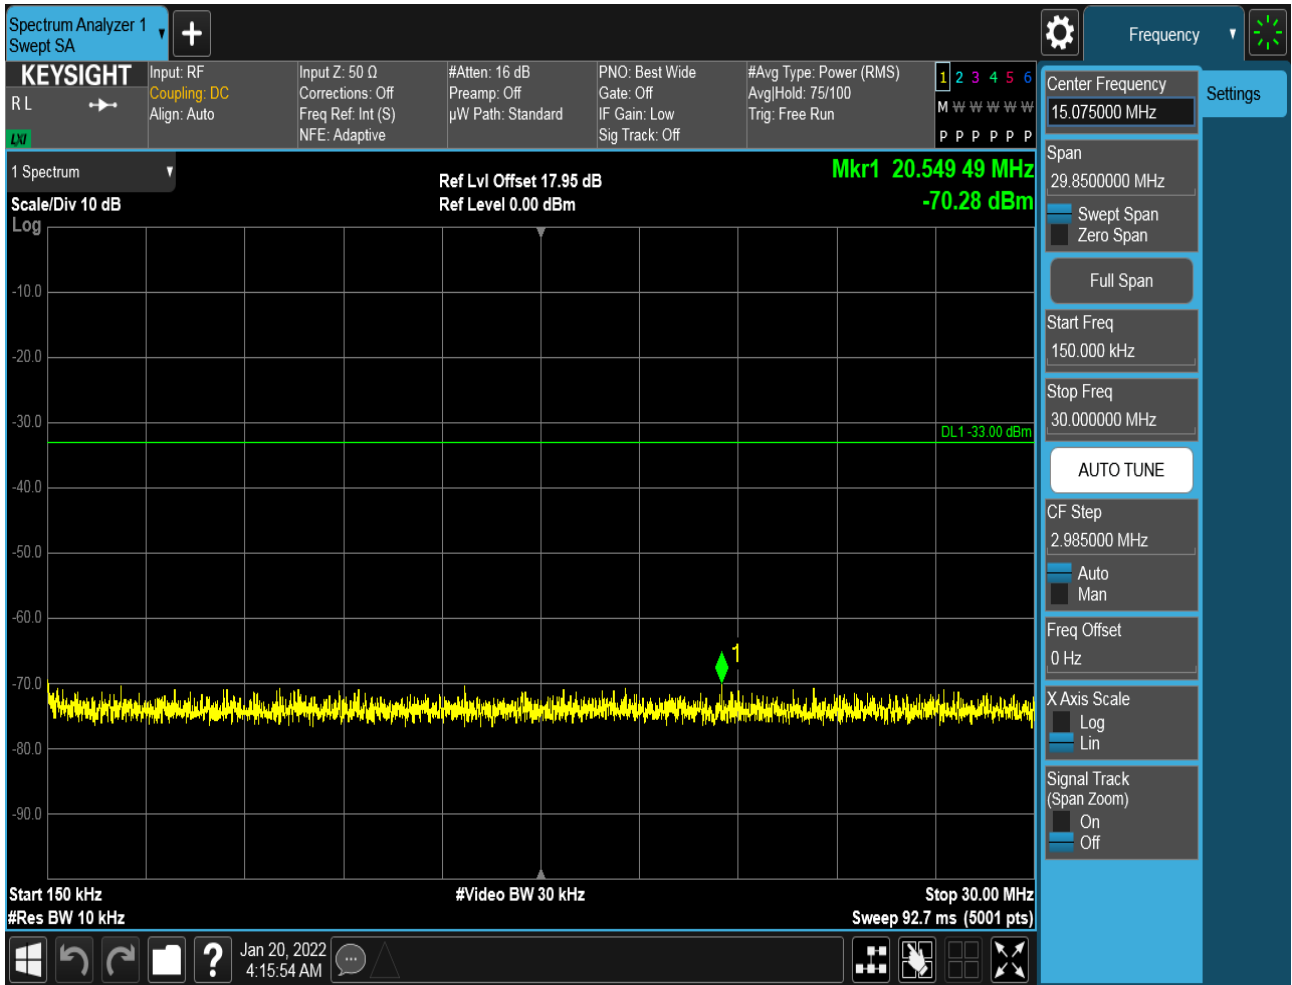 Spectrum Analyzer 1
Swept SA
+
Frequency
KEYSIGHT
R L
LXI
Input: RF
Coupling: DC
Align: Auto
Input Z: 50 Ω
Corrections: Off
Freq Ref: Int (S)
NFE: Adaptive
#Atten: 16 dB
Preamp: Off
µW Path: Standard
PNO: Best Wide
Gate: Off
IF Gain: Low
Sig Track: Off
#Avg Type: Power (RMS)
Avg|Hold: 75/100
Trig: Free Run
1 2 3 4 5 6
M W W W W W
P P P P P P
1 Spectrum
Scale/Div 10 dB
Log
Ref Lvl Offset 17.95 dB
Ref Level 0.00 dBm
Mkr1 20.549 49 MHz
-70.28 dBm
-10.0
-20.0
-30.0
DL1 -33.00 dBm
-40.0
-50.0
-60.0
1
-70.0
-80.0
-90.0
Start 150 kHz
#Res BW 10 kHz
#Video BW 30 kHz
Stop 30.00 MHz
Sweep 92.7 ms (5001 pts)
Center Frequency
15.075000 MHz
Settings
Span
29.8500000 MHz
Swept Span
Zero Span
Full Span
Start Freq
150.000 kHz
Stop Freq
30.000000 MHz
AUTO TUNE
CF Step
2.985000 MHz
Auto
Man
Freq Offset
0 Hz
X Axis Scale
Log
Lin
Signal Track
(Span Zoom)
On
Off
?
Jan 20, 2022
4:15:54 AM